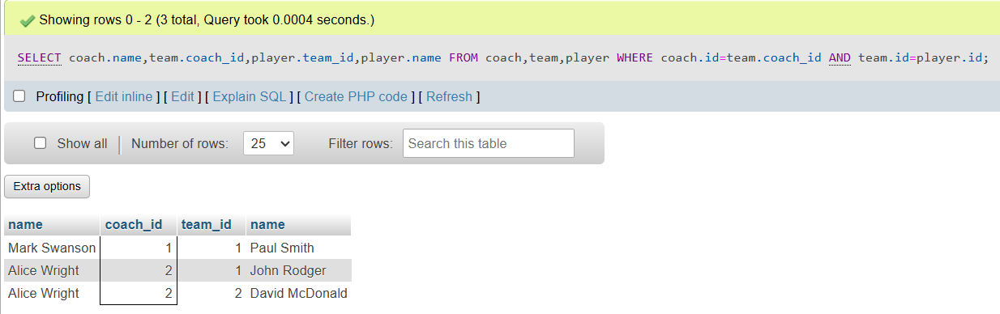 Showing rows 0 - 2 (3 total, Query took 0.0004 seconds.)
SELECT coach.name,team.coach_id,player.team_id,player.name FROM coach,team,player WHERE coach.id=team.coach_id AND team.id=player.id;
Profiling [ Edit inline ] [ Edit ] [ Explain SQL ] [ Create PHP code ] [ Refresh ]
Show all Number of rows: 25 Filter rows: Search this table
Extra options
name coach_id team_id name
Mark Swanson 1 1 Paul Smith
Alice Wright 2 1 John Rodger
Alice Wright 2 2 David McDonald